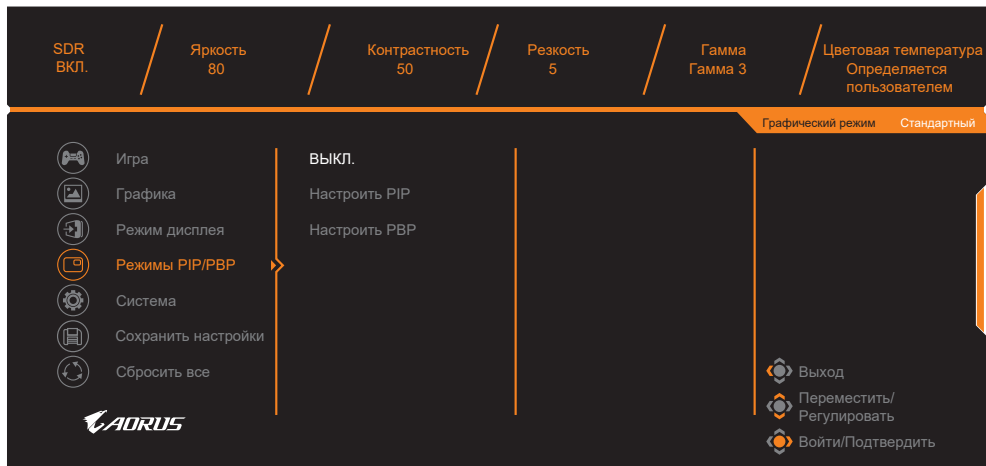 SDR
ВКЛ.
Яркость
80
Контрастность
50
Резкость
5
Гамма
Гамма 3
Цветовая температура
Определяется
пользователем
Графический режим Стандартный
Игра
Графика
Режим дисплея
Режимы PIP/PBP
Система
Сохранить настройки
Сбросить все
ВЫКЛ.
Настроить PIP
Настроить PBP
Выход
Переместить/
Регулировать
Войти/Подтвердить
AORUS